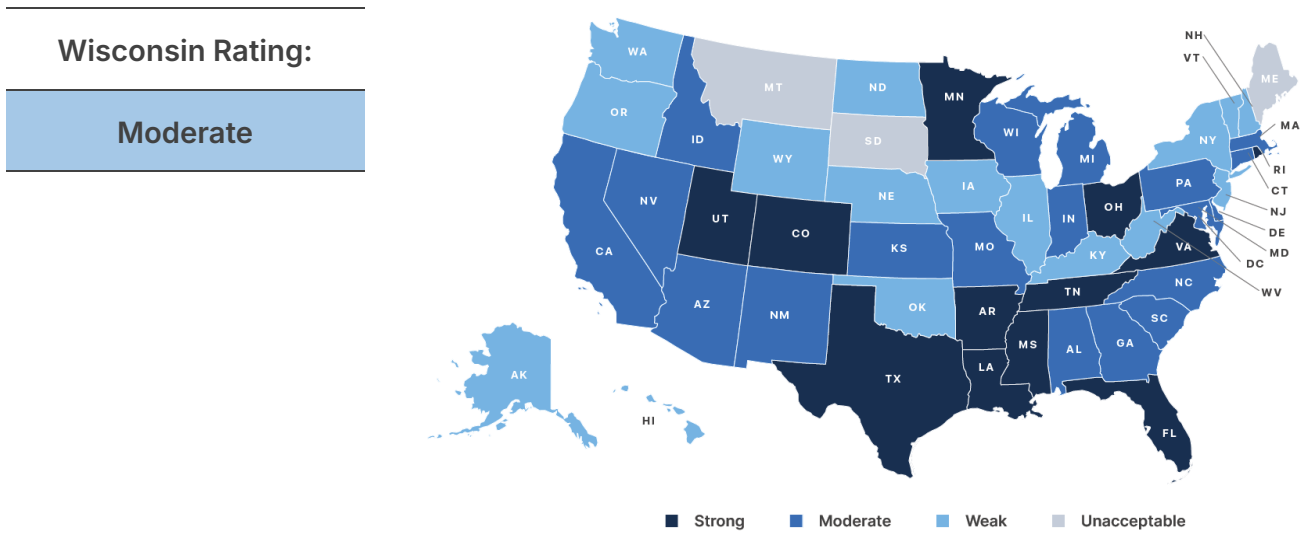 Wisconsin Rating:
Moderate
NH
VT
WA
MT
ND
MN
ME
OR
ID
SD
WI
MI
NY
MA
WY
RI
IA
PA
CT
NV
NE
UT
CO
IL
IN
OH
NJ
DE
CA
KS
MO
KY
VA
MD
DC
WV
AZ
NM
OK
AR
TN
NC
SC
MS
AL
GA
LA
AK
TX
HI
FL
Strong
Moderate
Weak
Unacceptable